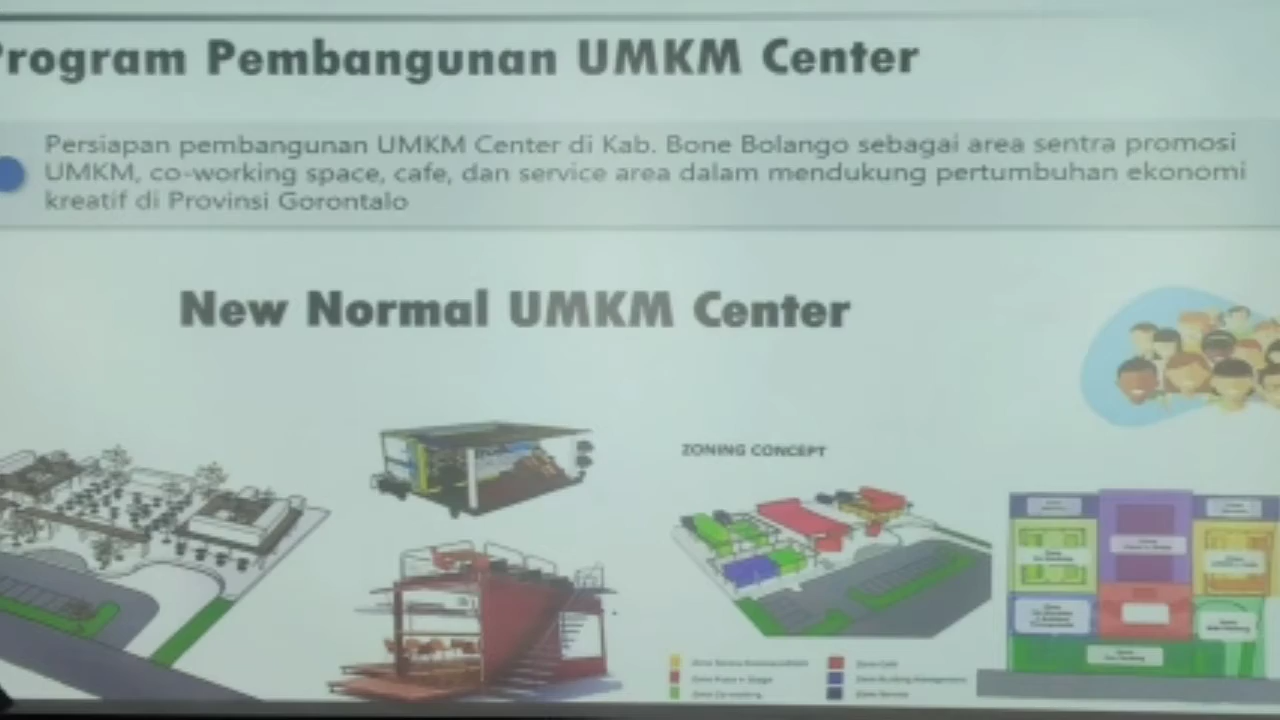 Program Pembangunan UMKM Center
Persiapan pembangunan UMKM Center di Kab. Bone Bolango sebagai area sentra promosi
UMKM, co-working space, cafe, dan service area dalam mendukung pertumbuhan ekonomi
kreatif di Provinsi Gorontalo
New Normal UMKM Center
ZONING CONCEPT